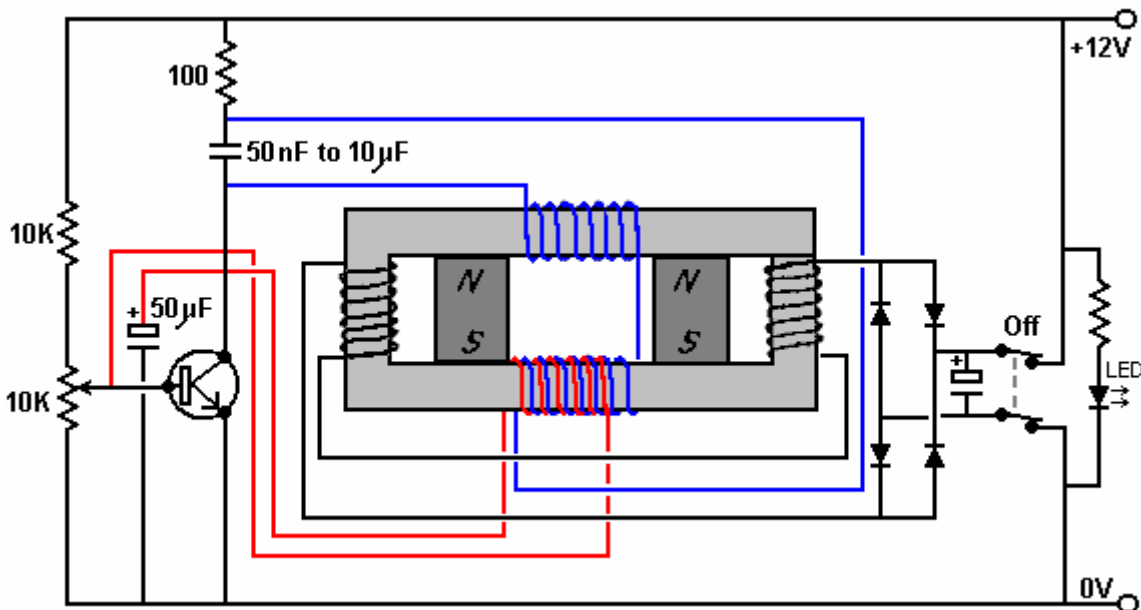 +12V
100
50nF to 10µF
10K
+ 50µF
N
N
S
S
Off
+
LED
10K
0V